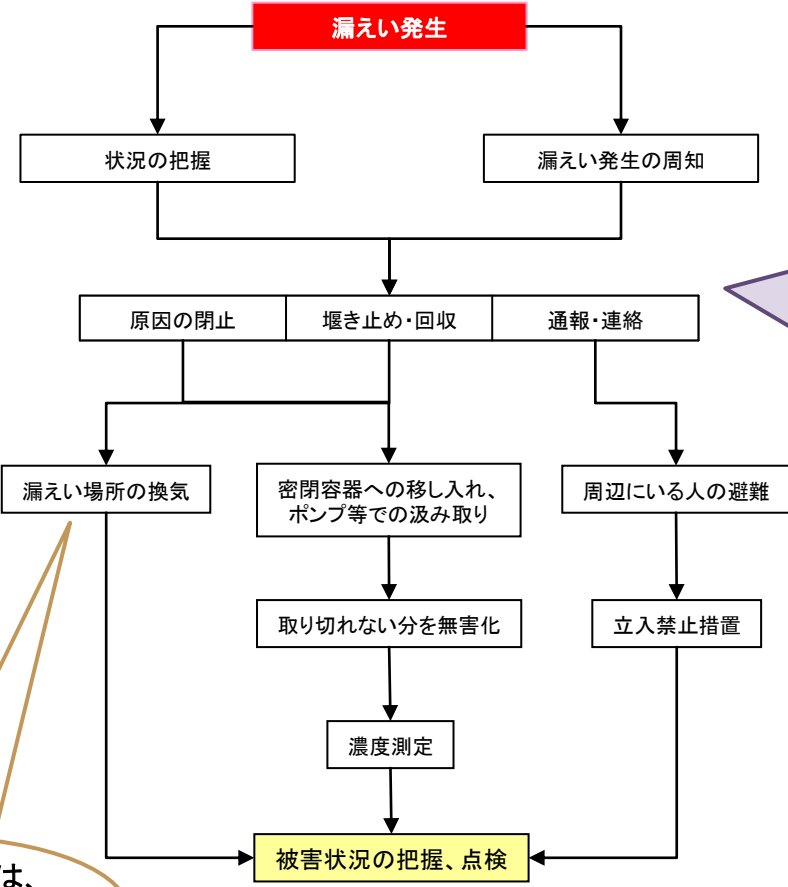 漏えい発生
状況の把握
漏えい発生の周知
原因の閉止
堰き止め・回収
通報・連絡
漏えい場所の換気
密閉容器への移し入れ、
ポンプ等での汲み取り
周辺にいる人の避難
取り切れない分を無害化
立入禁止措置
濃度測定
被害状況の把握、点検
は、